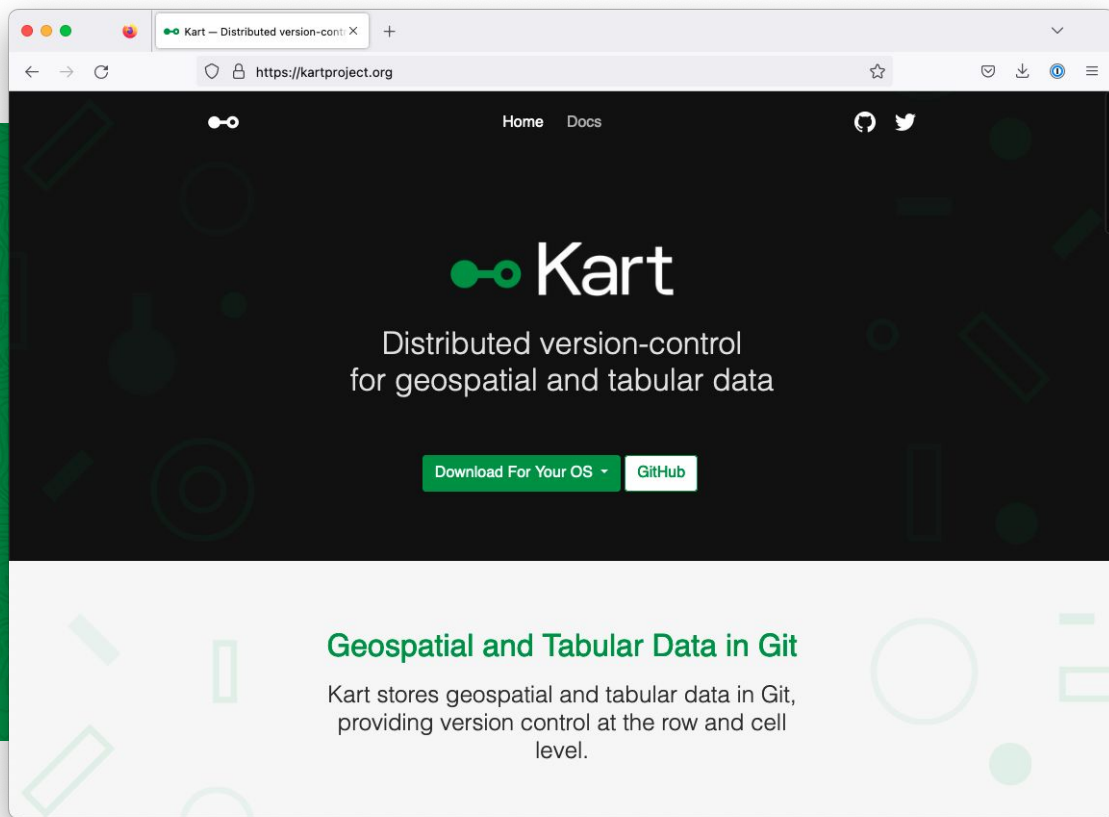 Kart — Distributed version-contr
https://kartproject.org
Home Docs
Kart
Distributed version-control
for geospatial and tabular data
Download For Your OS
GitHub
Geospatial and Tabular Data in Git
Kart stores geospatial and tabular data in Git,
providing version control at the row and cell
level.